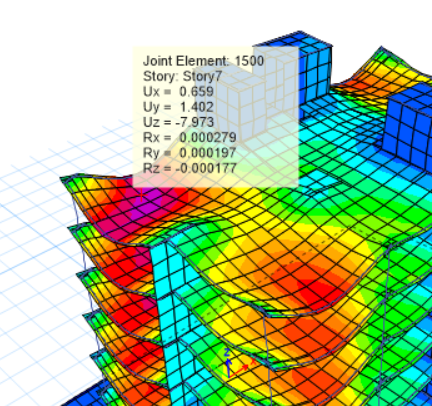 Joint Element: 1500
Story: Story7
Ux = 0.659
Uy = 1.402
Uz = -7.973
Rx = 0.000279
Ry = 0.000197
Rz = -0.000177
Z